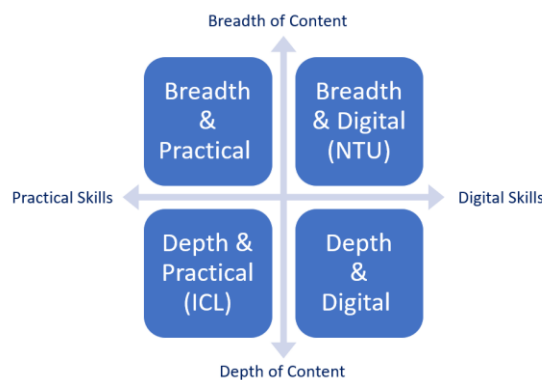 Breadth of Content
Breadth
&
Practical
Breadth
& Digital
(NTU)
Practical Skills
Digital Skills
Depth &
Practical
(ICL)
Depth
&
Digital
Depth of Content